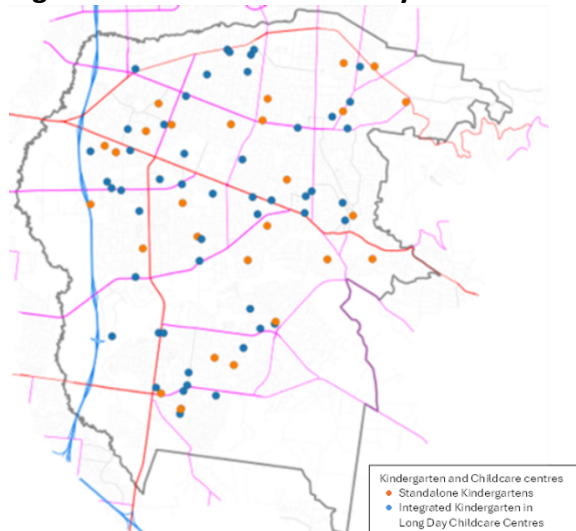 Kindergarten and Childcare centres
Standalone Kindergartens
Integrated Kindergarten in
Long Day Childcare Centres